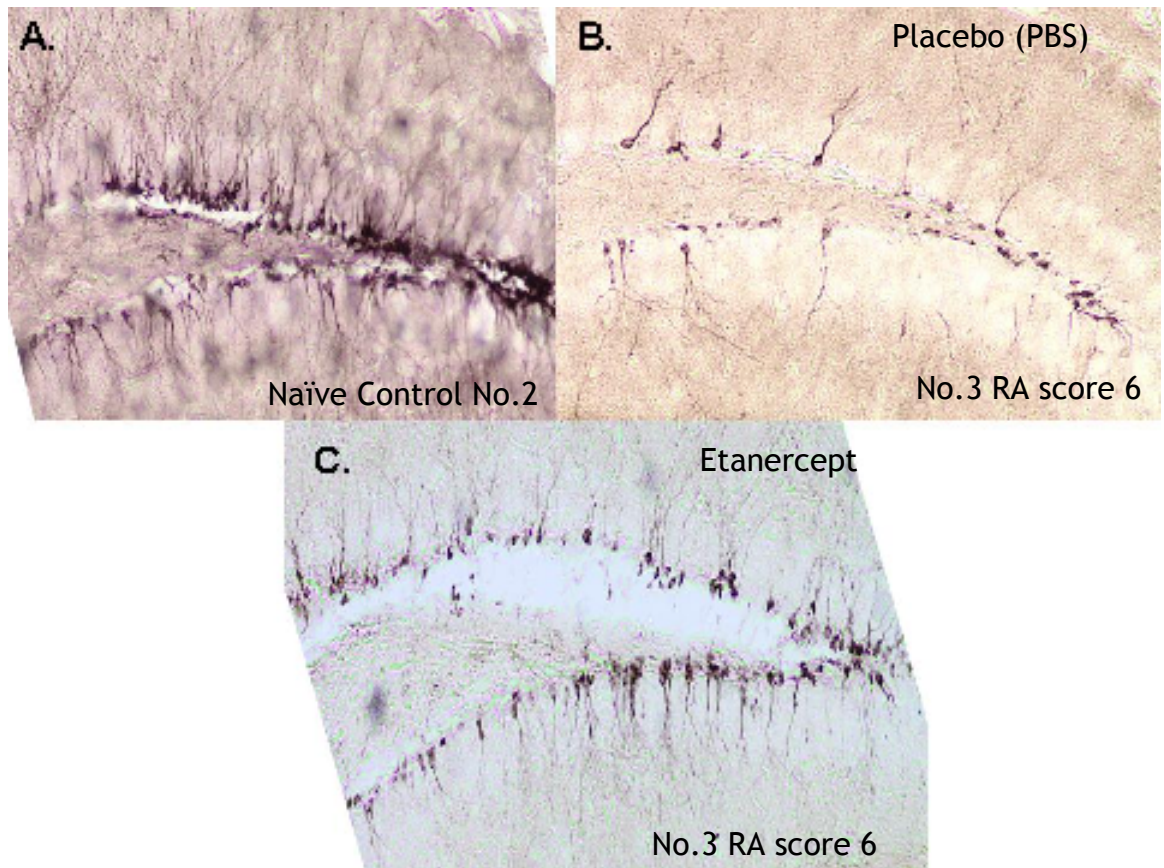 A.
Naïve Control No.2
B.
Placebo (PBS)
No.3 RA score 6
C.
Etanercept
No.3 RA score 6